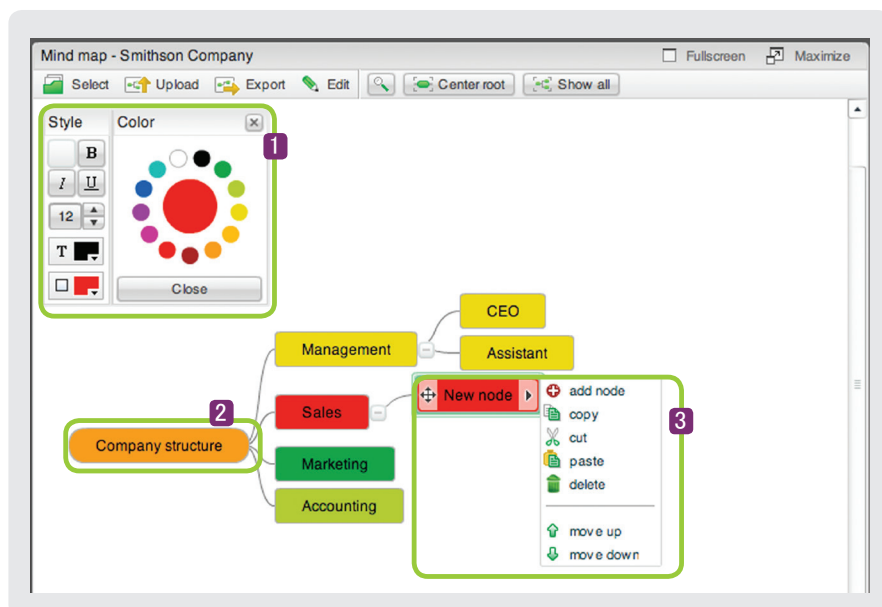 Mind map - Smithson Company
Fullscreen
Maximize
Select
Upload
Export
Edit
Center root
Show all
Style
Color
1
B
I
U
12
T
Close
CEO
Management
Assistant
New node
add node
copy
cut
paste
delete
move up
move down
3
2
Sales
Company structure
Marketing
Accounting